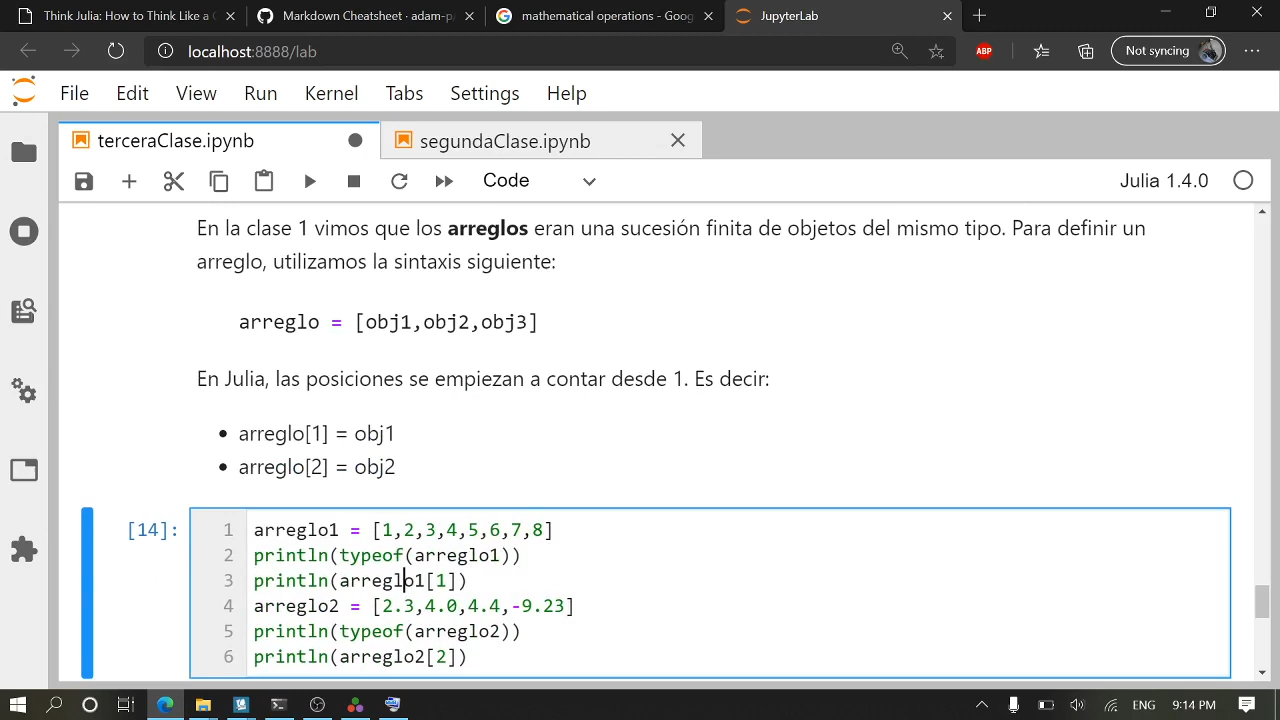 Think Julia: How to Think Like a C
Markdown Cheatsheet · adam-p/
mathematical operations - Goog
JupyterLab
localhost:8888/lab
ABP
Not syncing
File Edit View Run Kernel Tabs Settings Help
terceraClase.ipynb
segundaClase.ipynb
Code
Julia 1.4.0
En la clase 1 vimos que los arreglos eran una sucesión finita de objetos del mismo tipo. Para definir un
arreglo, utilizamos la sintaxis siguiente:
arreglo = [obj1,obj2,obj3]
En Julia, las posiciones se empiezan a contar desde 1. Es decir:
• arreglo[1] = obj1
• arreglo[2] = obj2
[14]:
1 arreglo1 = [1,2,3,4,5,6,7,8]
2 println(typeof(arreglo1))
3 println(arreglo1[1])
4 arreglo2 = [2.3,4.0,4.4,-9.23]
5 println(typeof(arreglo2))
6 println(arreglo2[2])
ENG 9:14 PM